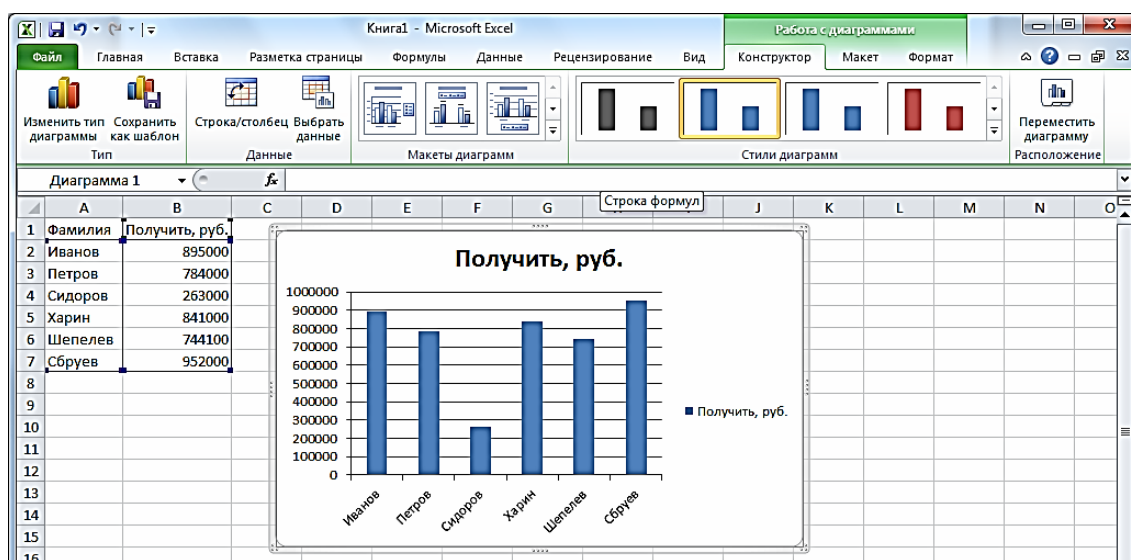 Книга1 - Microsoft Excel
Работа с диаграммами
Файл Главная Вставка Разметка страницы Формулы Данные Рецензирование Вид Конструктор Макет Формат
Изменить тип диаграммы
Сохранить как шаблон
Строка/столбец
Выбрать данные
Переместить диаграмму
Тип Данные Макеты диаграмм Стили диаграмм Расположение
Диаграмма 1 fx
Строка формул
A B C D E F G J K L M N O
1 Фамилия Получить, руб.
2 Иванов 895000
3 Петров 784000
4 Сидоров 263000
5 Харин 841000
6 Шепелев 744100
7 Сбруев 952000
8
9
10
11
12
13
14
15
16
Получить, руб.
1000000
900000
800000
700000
600000
500000
400000
300000
200000
100000
0
Иванов Петров Сидоров Харин Шепелев Сбруев
Получить, руб.